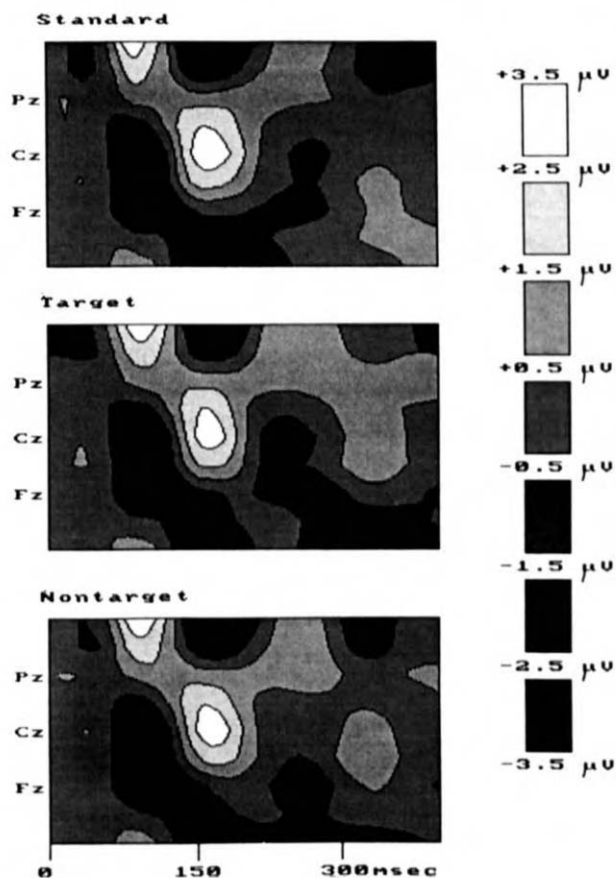 Standard
Pz
Cz
Fz
Target
Pz
Cz
Fz
Nontarget
Pz
Cz
Fz
0 150 300msec
+3.5 μV
+2.5 μV
+1.5 μV
+0.5 μV
-0.5 μV
-1.5 μV
-2.5 μV
-3.5 μV